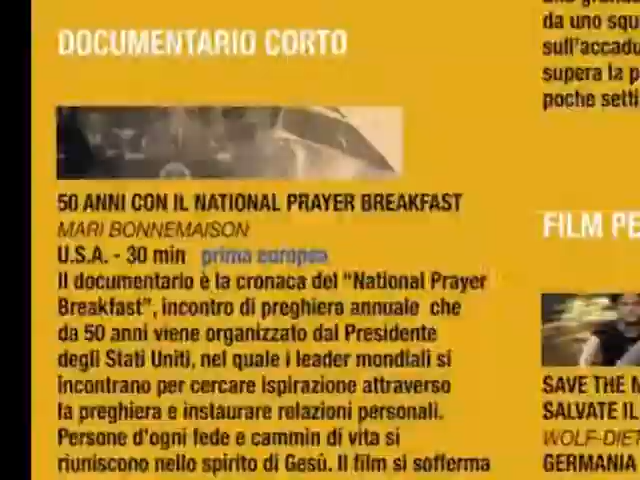 DOCUMENTARIO CORTO
50 ANNI CON IL NATIONAL PRAYER BREAKFAST
MARI BONNEMAISON
U.S.A. - 30 min prima europea
Il documentario è la cronaca del "National Prayer
Breakfast", incontro di preghiera annuale che
da 50 anni viene organizzato dal Presidente
degli Stati Uniti, nel quale i leader mondiali si
incontrano per cercare ispirazione attraverso
la preghiera e instaurare relazioni personali.
Persone d'ogni fede e cammin di vita si
riuniscono nello spirito di Gesù. Il film si sofferma
da uno squ
sull'accadu
supera la p
poche setti
FILM PE
SAVE THE M
SALVATE IL
WOLF-DIET
GERMANIA